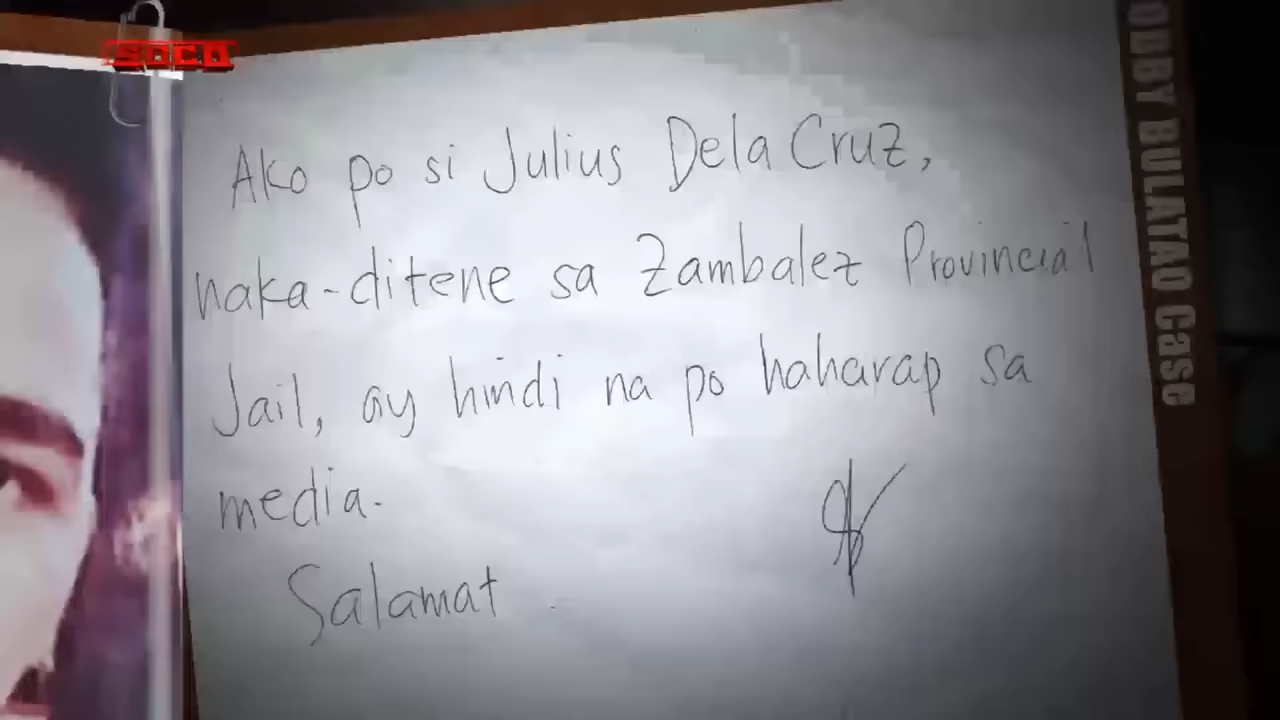 SOCO
Ako po si Julius Dela Cruz,
naka-ditene sa Zambalez Provincial
Jail, ay hindi na po haharap sa
media.
Salamat.
OBBY BULATAO Case